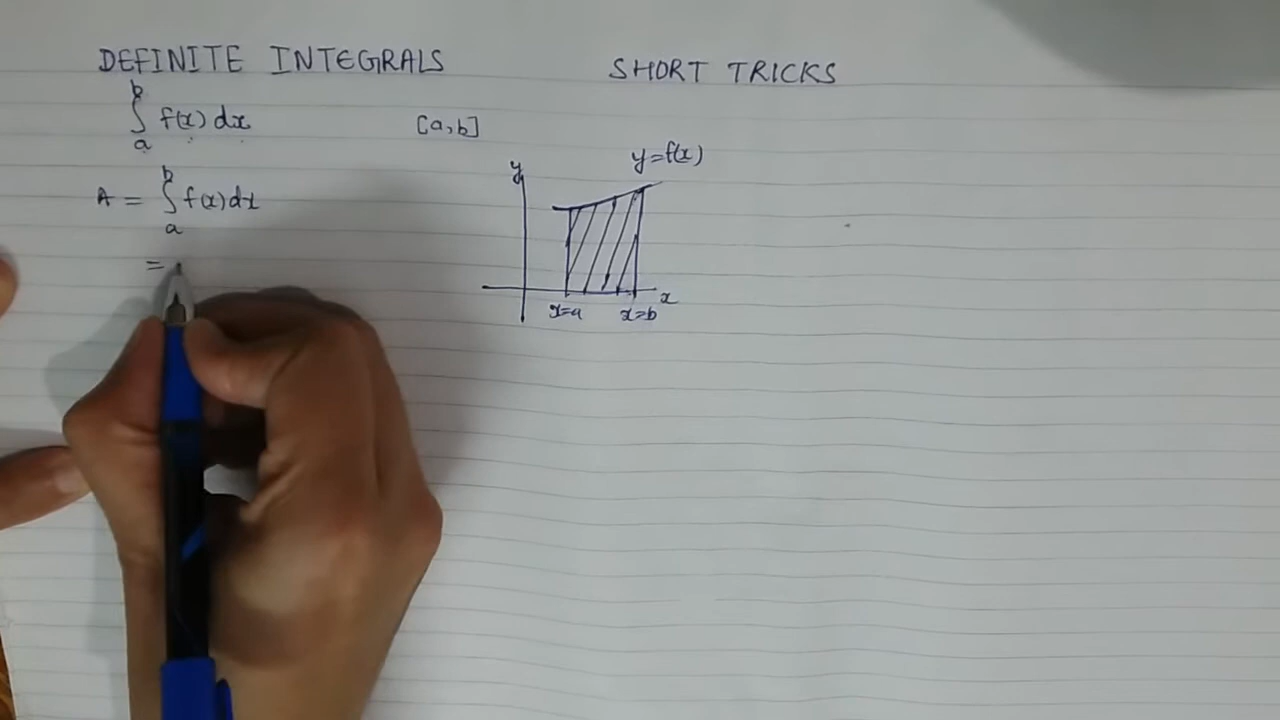 DEFINITE INTEGRALS
SHORT TRICKS
∫ₐᵇ f(x) dx
[a,b]
A = ∫ₐᵇ f(x) dx
=
y
y=f(x)
x
x=a
x=b